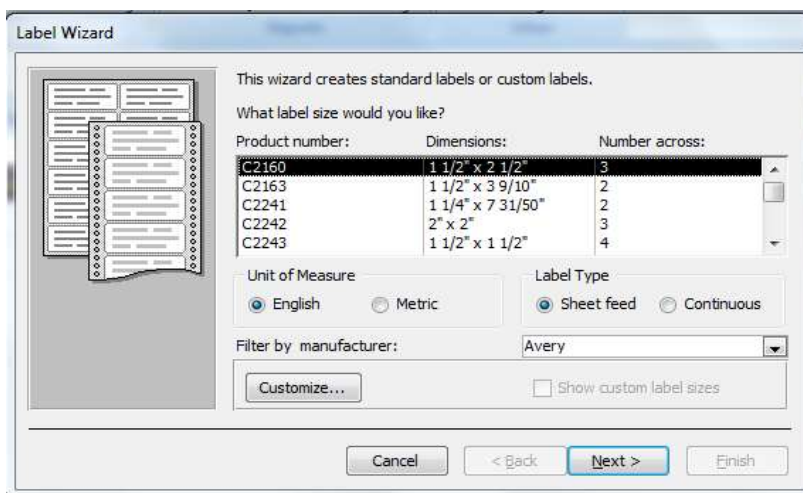 Label Wizard
This wizard creates standard labels or custom labels.
What label size would you like?
Product number: Dimensions: Number across:
C2160 1 1/2" x 2 1/2" 3
C2163 1 1/2" x 3 9/10" 2
C2241 1 1/4" x 7 31/50" 2
C2242 2" x 2" 3
C2243 1 1/2" x 1 1/2" 4
Unit of Measure Label Type
English Metric Sheet feed Continuous
Filter by manufacturer: Avery
Customize... Show custom label sizes
Cancel < Back Next > Finish